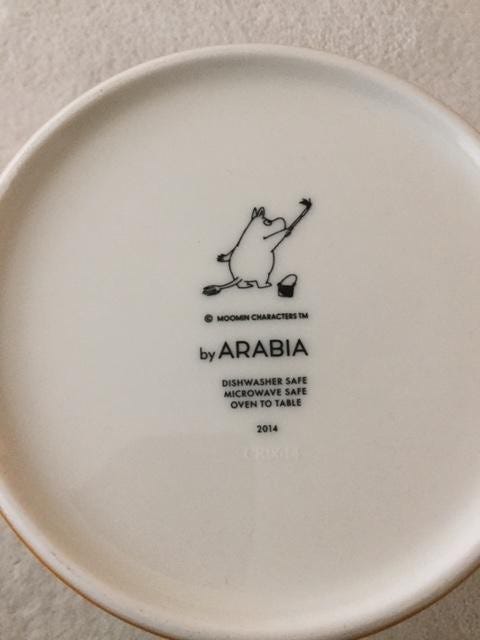 © MOOMIN CHARACTERS TM
by ARABIA
DISHWASHER SAFE
MICROWAVE SAFE
OVEN TO TABLE
2014